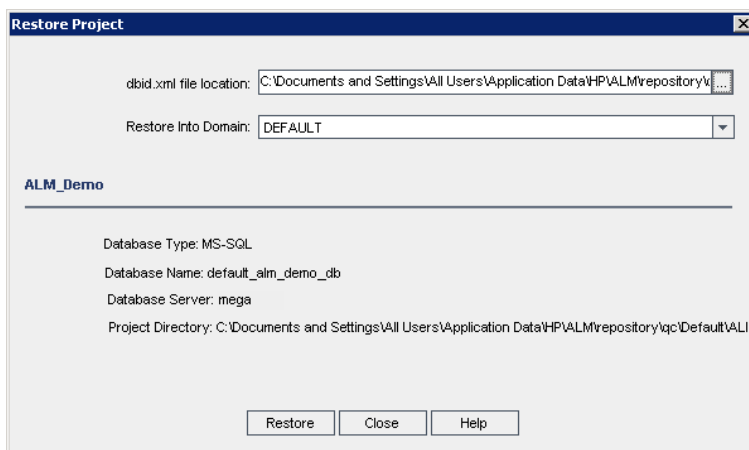 Restore Project
dbid.xml file location: C:\Documents and Settings\All Users\Application Data\HP\ALM\repository\ ...
Restore Into Domain: DEFAULT
ALM_Demo
Database Type: MS-SQL
Database Name: default_alm_demo_db
Database Server: mega
Project Directory: C:\Documents and Settings\All Users\Application Data\HP\ALM\repository\qc\Default\AL
Restore Close Help